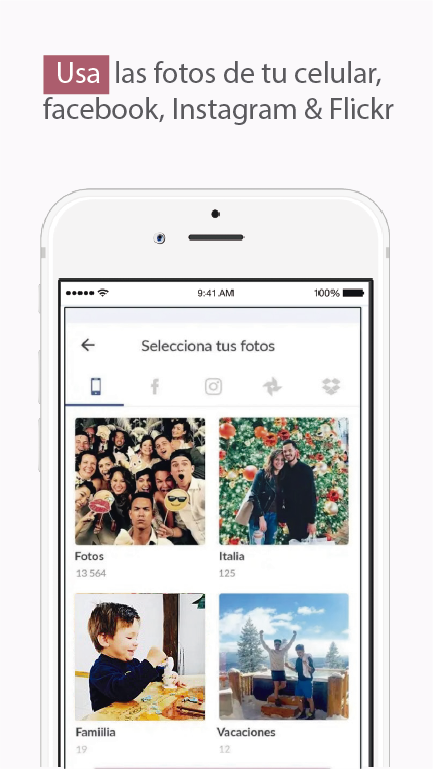 Usa las fotos de tu celular,
facebook, Instagram & Flickr
9:41 AM 100%
Selecciona tus fotos
Fotos
13 564
Italia
125
Famiilia
19
Vacaciones
12